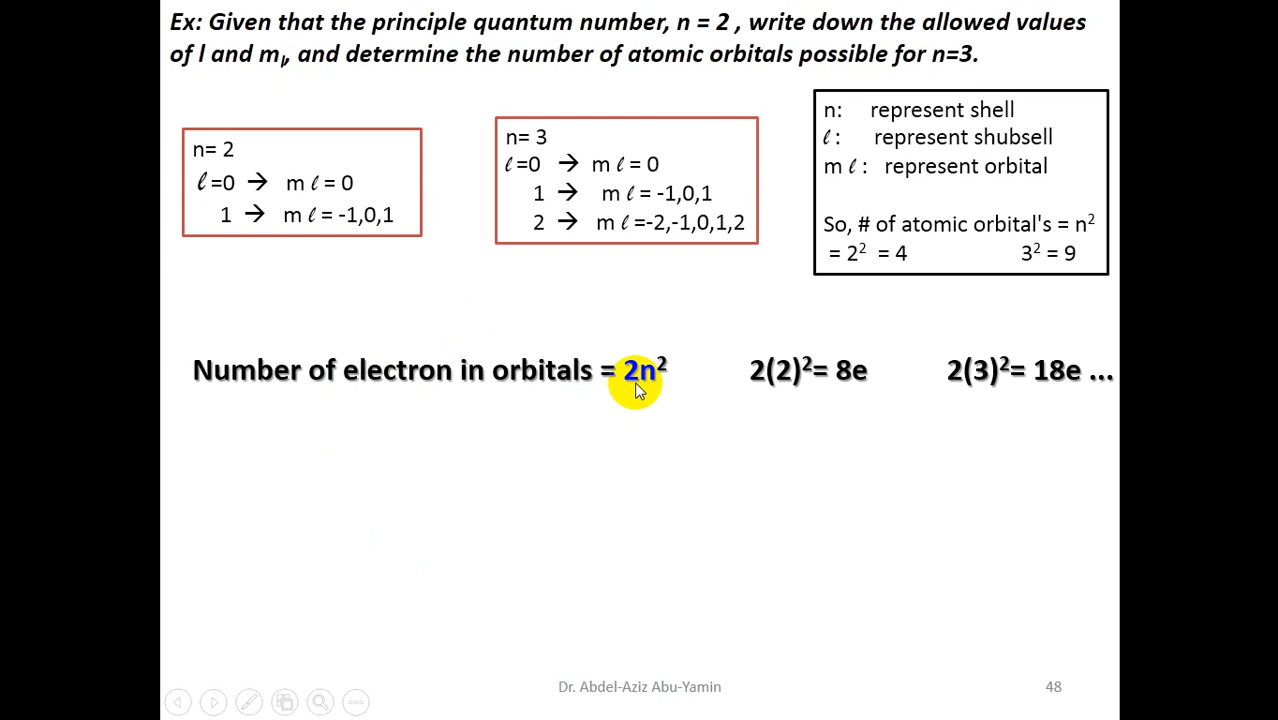 Ex: Given that the principle quantum number, n = 2 , write down the allowed values
of l and mₗ, and determine the number of atomic orbitals possible for n=3.
n= 2
ℓ =0 → m ℓ = 0
1 → m ℓ = -1,0,1
n= 3
ℓ =0 → m ℓ = 0
1 → m ℓ = -1,0,1
2 → m ℓ =-2,-1,0,1,2
n: represent shell
ℓ : represent shubsell
m ℓ : represent orbital
So, # of atomic orbital's = n²
= 2² = 4 3² = 9
Number of electron in orbitals = 2n² 2(2)²= 8e 2(3)²= 18e ...
Dr. Abdel-Aziz Abu-Yamin 48